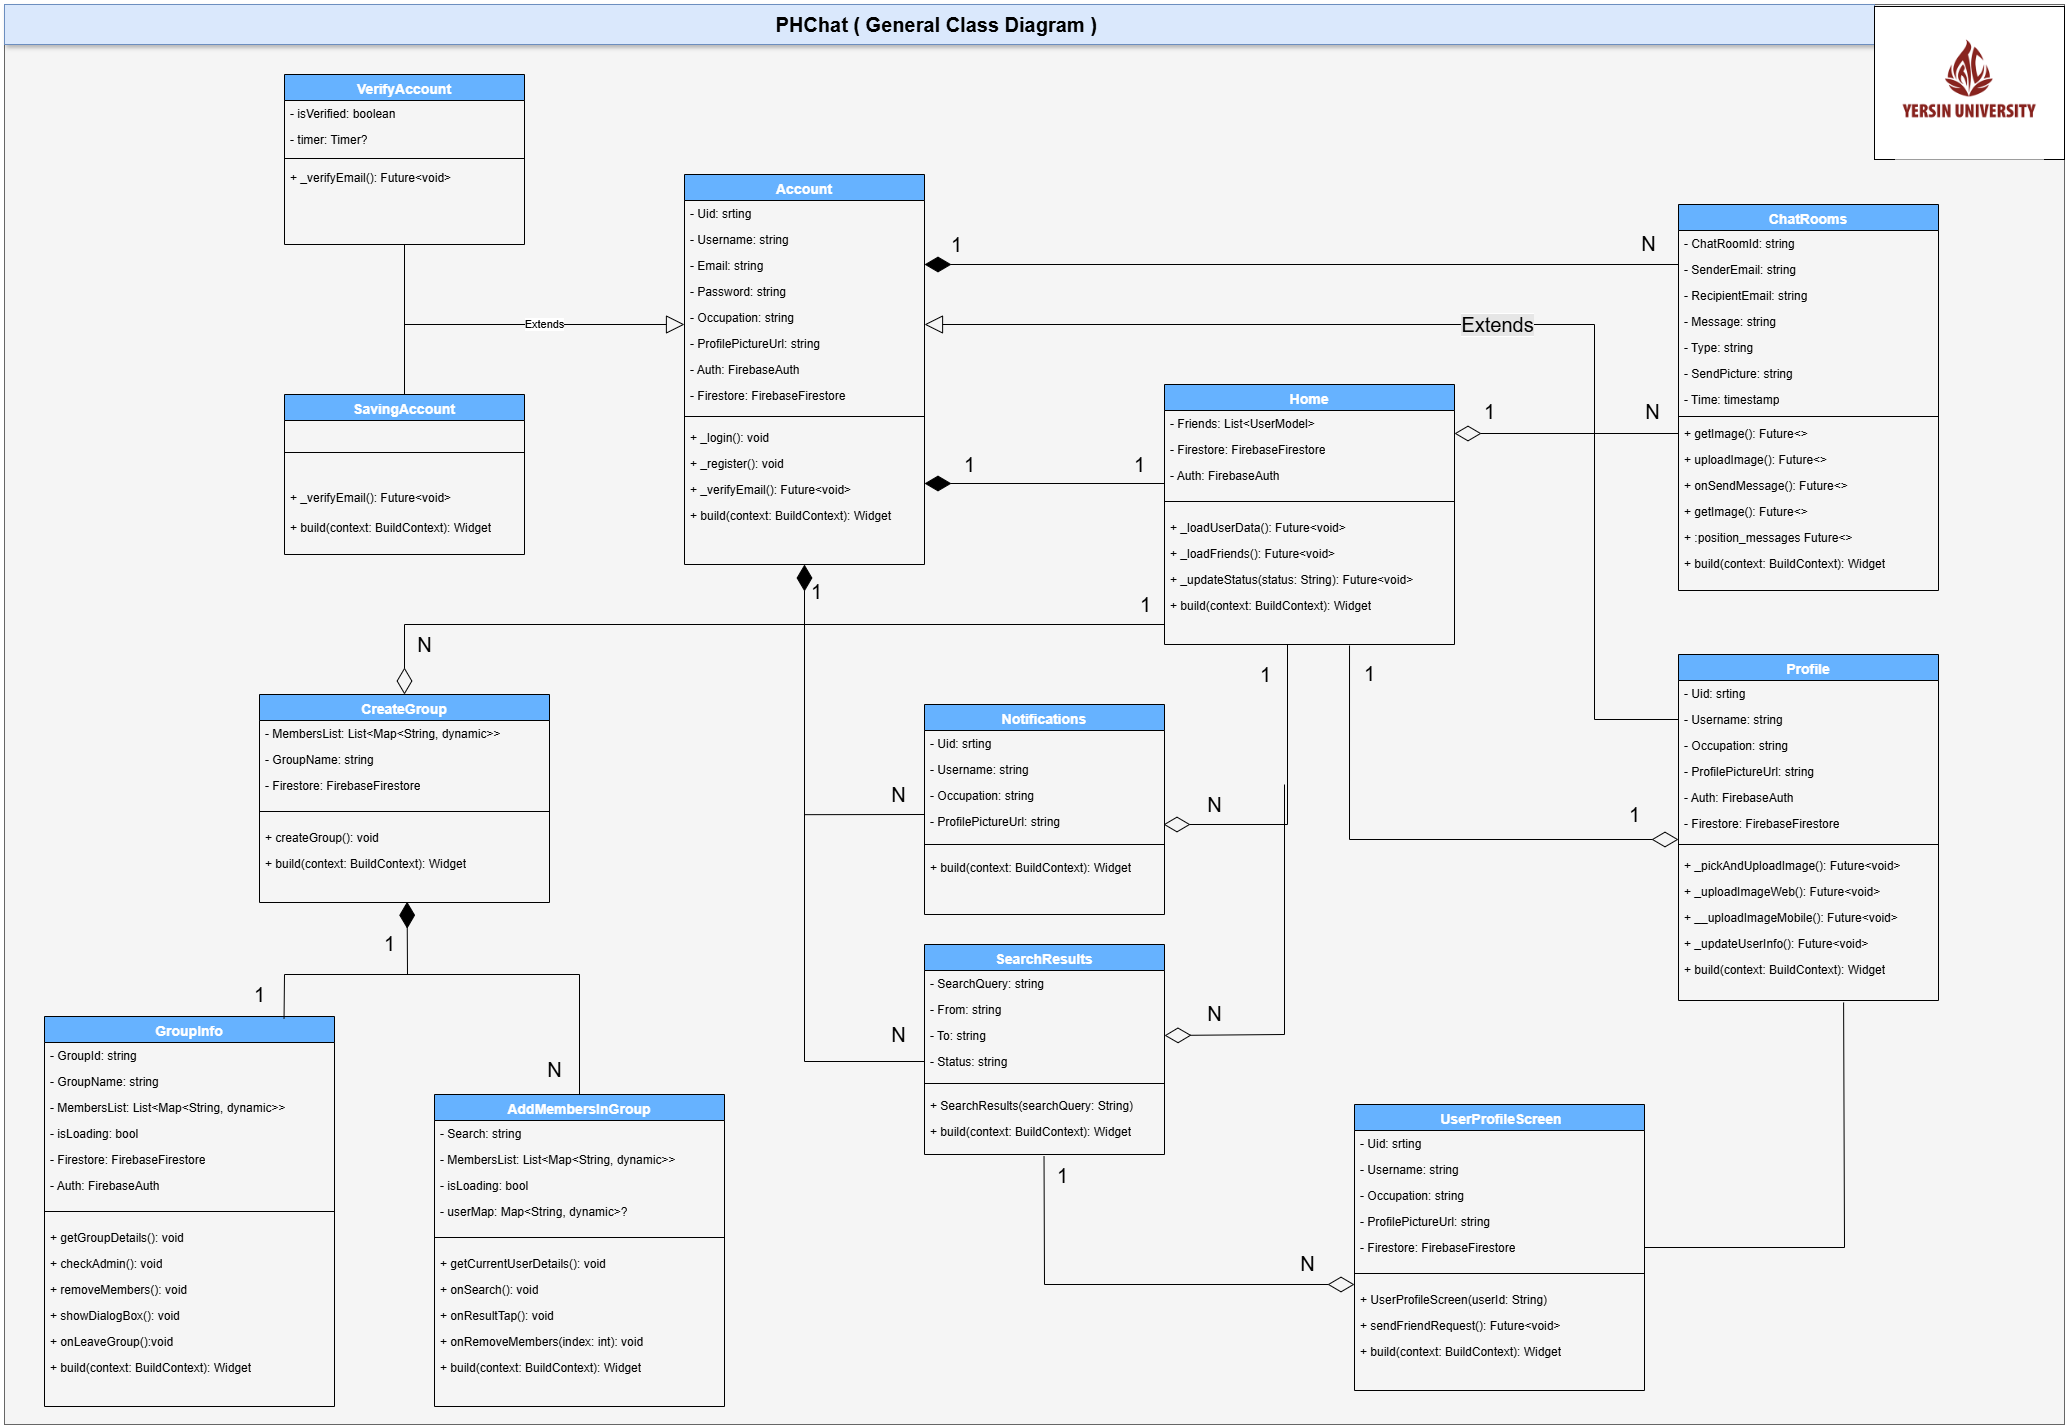 PHChat ( General Class Diagram )
YERSIN UNIVERSITY
VerifyAccount
- isVerified: boolean
- timer: Timer?
+ _verifyEmail(): Future<void>
Extends
SavingAccount
+ _verifyEmail(): Future<void>
+ build(context: BuildContext): Widget
Account
- Uid: srting
- Username: string
- Email: string
- Password: string
- Occupation: string
- ProfilePictureUrl: string
- Auth: FirebaseAuth
- Firestore: FirebaseFirestore
+ _login(): void
+ _register(): void
+ _verifyEmail(): Future<void>
+ build(context: BuildContext): Widget
1
N
Extends
1
1
1
ChatRooms
- ChatRoomId: string
- SenderEmail: string
- RecipientEmail: string
- Message: string
- Type: string
- SendPicture: string
- Time: timestamp
+ getImage(): Future<>
+ uploadImage(): Future<>
+ onSendMessage(): Future<>
+ getImage(): Future<>
+ :position_messages Future<>
+ build(context: BuildContext): Widget
Home
- Friends: List<UserModel>
- Firestore: FirebaseFirestore
- Auth: FirebaseAuth
+ _loadUserData(): Future<void>
+ _loadFriends(): Future<void>
+ _updateStatus(status: String): Future<void>
+ build(context: BuildContext): Widget
1
N
1
N
1
1
CreateGroup
- MembersList: List<Map<String, dynamic>>
- GroupName: string
- Firestore: FirebaseFirestore
+ createGroup(): void
+ build(context: BuildContext): Widget
1
1
N
Notifications
- Uid: srting
- Username: string
- Occupation: string
- ProfilePictureUrl: string
+ build(context: BuildContext): Widget
N
N
Profile
- Uid: srting
- Username: string
- Occupation: string
- ProfilePictureUrl: string
- Auth: FirebaseAuth
- Firestore: FirebaseFirestore
+ _pickAndUploadImage(): Future<void>
+ _uploadImageWeb(): Future<void>
+ __uploadImageMobile(): Future<void>
+ _updateUserInfo(): Future<void>
+ build(context: BuildContext): Widget
1
SearchResults
- SearchQuery: string
- From: string
- To: string
- Status: string
+ SearchResults(searchQuery: String)
+ build(context: BuildContext): Widget
N
N
1
N
GroupInfo
- GroupId: string
- GroupName: string
- MembersList: List<Map<String, dynamic>>
- isLoading: bool
- Firestore: FirebaseFirestore
- Auth: FirebaseAuth
+ getGroupDetails(): void
+ checkAdmin(): void
+ removeMembers(): void
+ showDialogBox(): void
+ onLeaveGroup():void
+ build(context: BuildContext): Widget
AddMembersInGroup
- Search: string
- MembersList: List<Map<String, dynamic>>
- isLoading: bool
- userMap: Map<String, dynamic>?
+ getCurrentUserDetails(): void
+ onSearch(): void
+ onResultTap(): void
+ onRemoveMembers(index: int): void
+ build(context: BuildContext): Widget
UserProfileScreen
- Uid: srting
- Username: string
- Occupation: string
- ProfilePictureUrl: string
- Firestore: FirebaseFirestore
+ UserProfileScreen(userId: String)
+ sendFriendRequest(): Future<void>
+ build(context: BuildContext): Widget